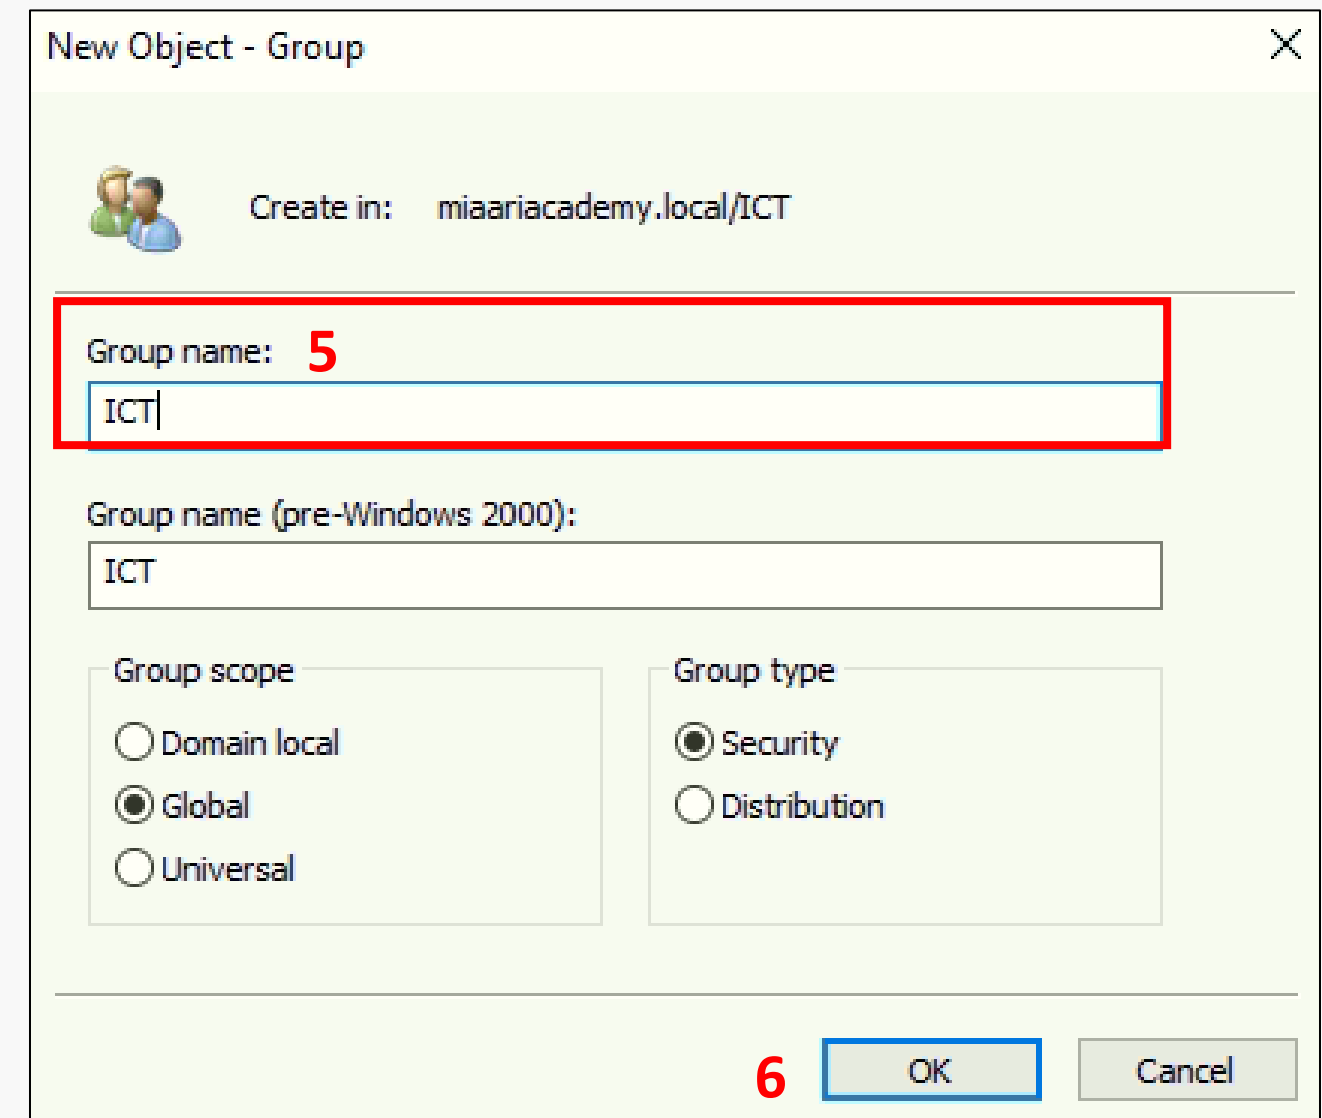 New Object - Group
Create in: miaariacademy.local/ICT
Group name: 5
ICT
Group name (pre-Windows 2000):
ICT
Group scope
Domain local
Global
Universal
Group type
Security
Distribution
6 OK Cancel